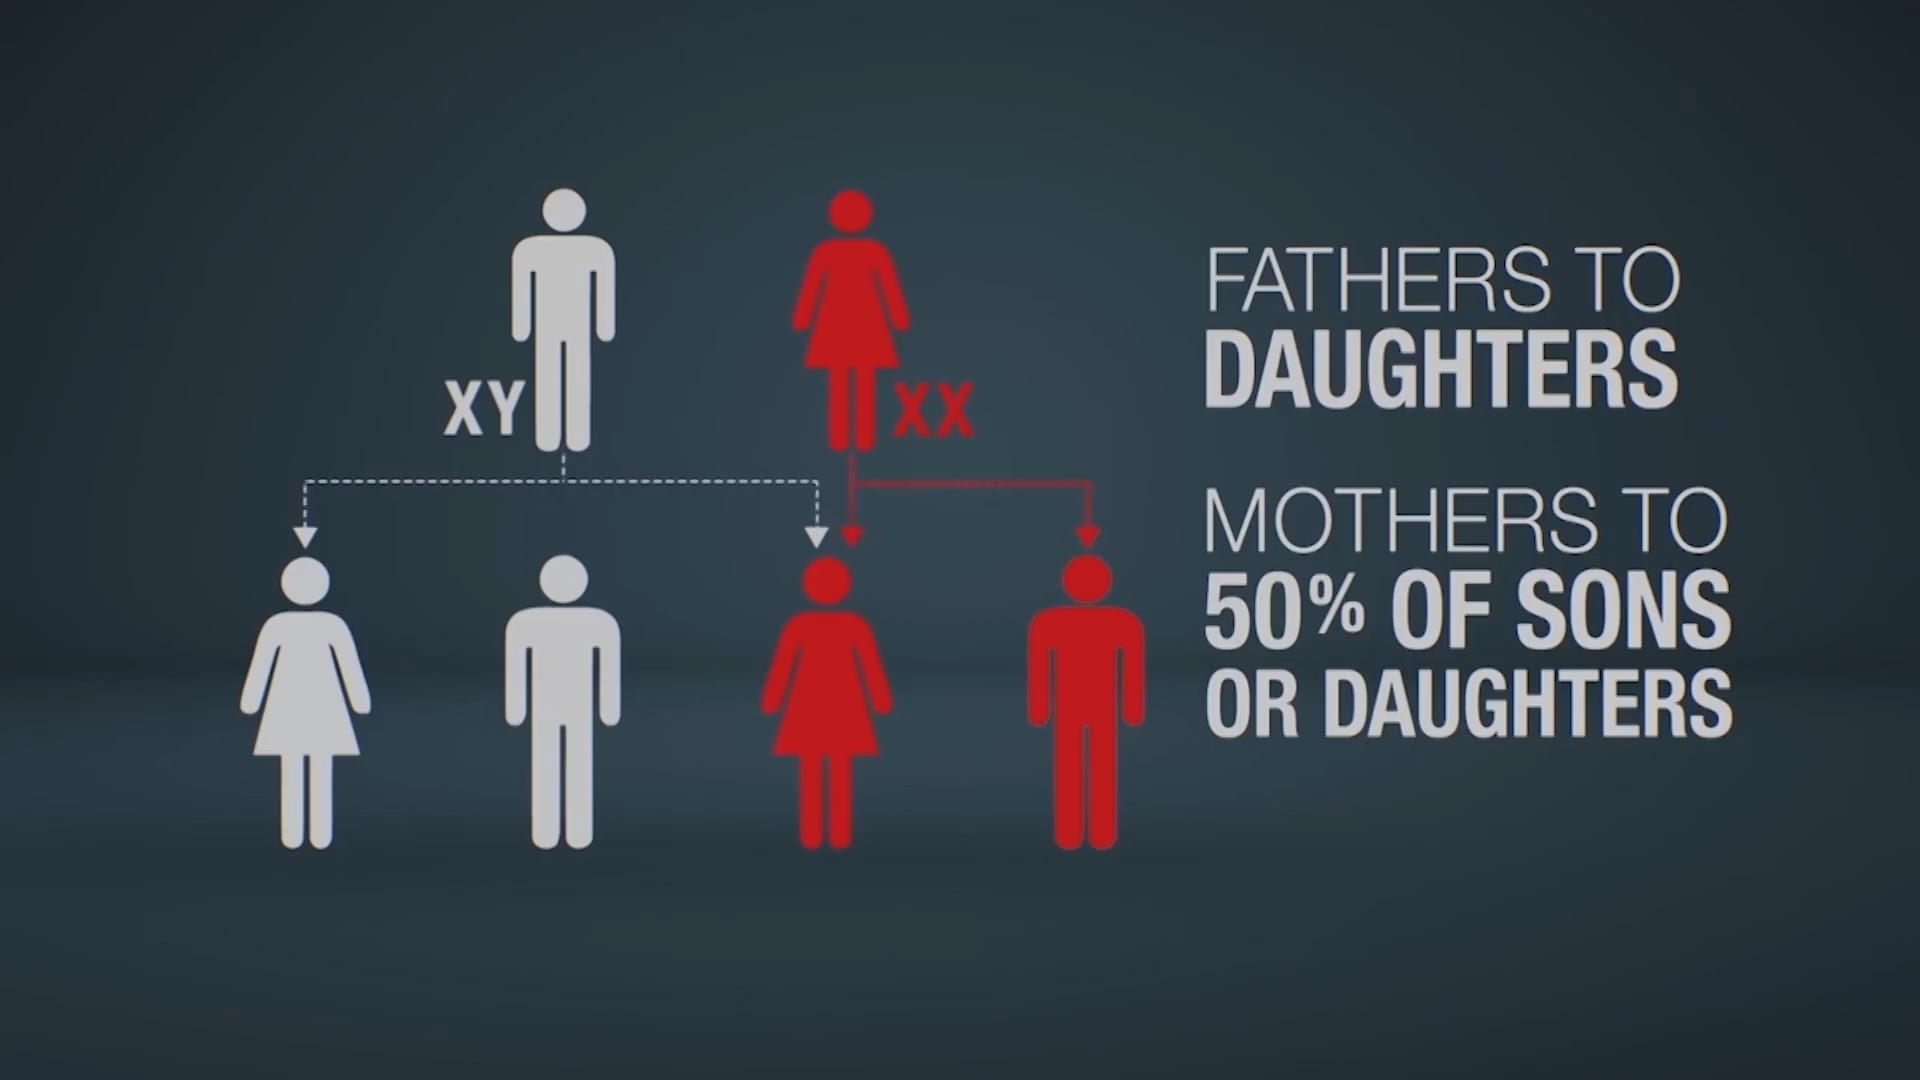 XY
XX
FATHERS TO
DAUGHTERS
MOTHERS TO
50% OF SONS
OR DAUGHTERS